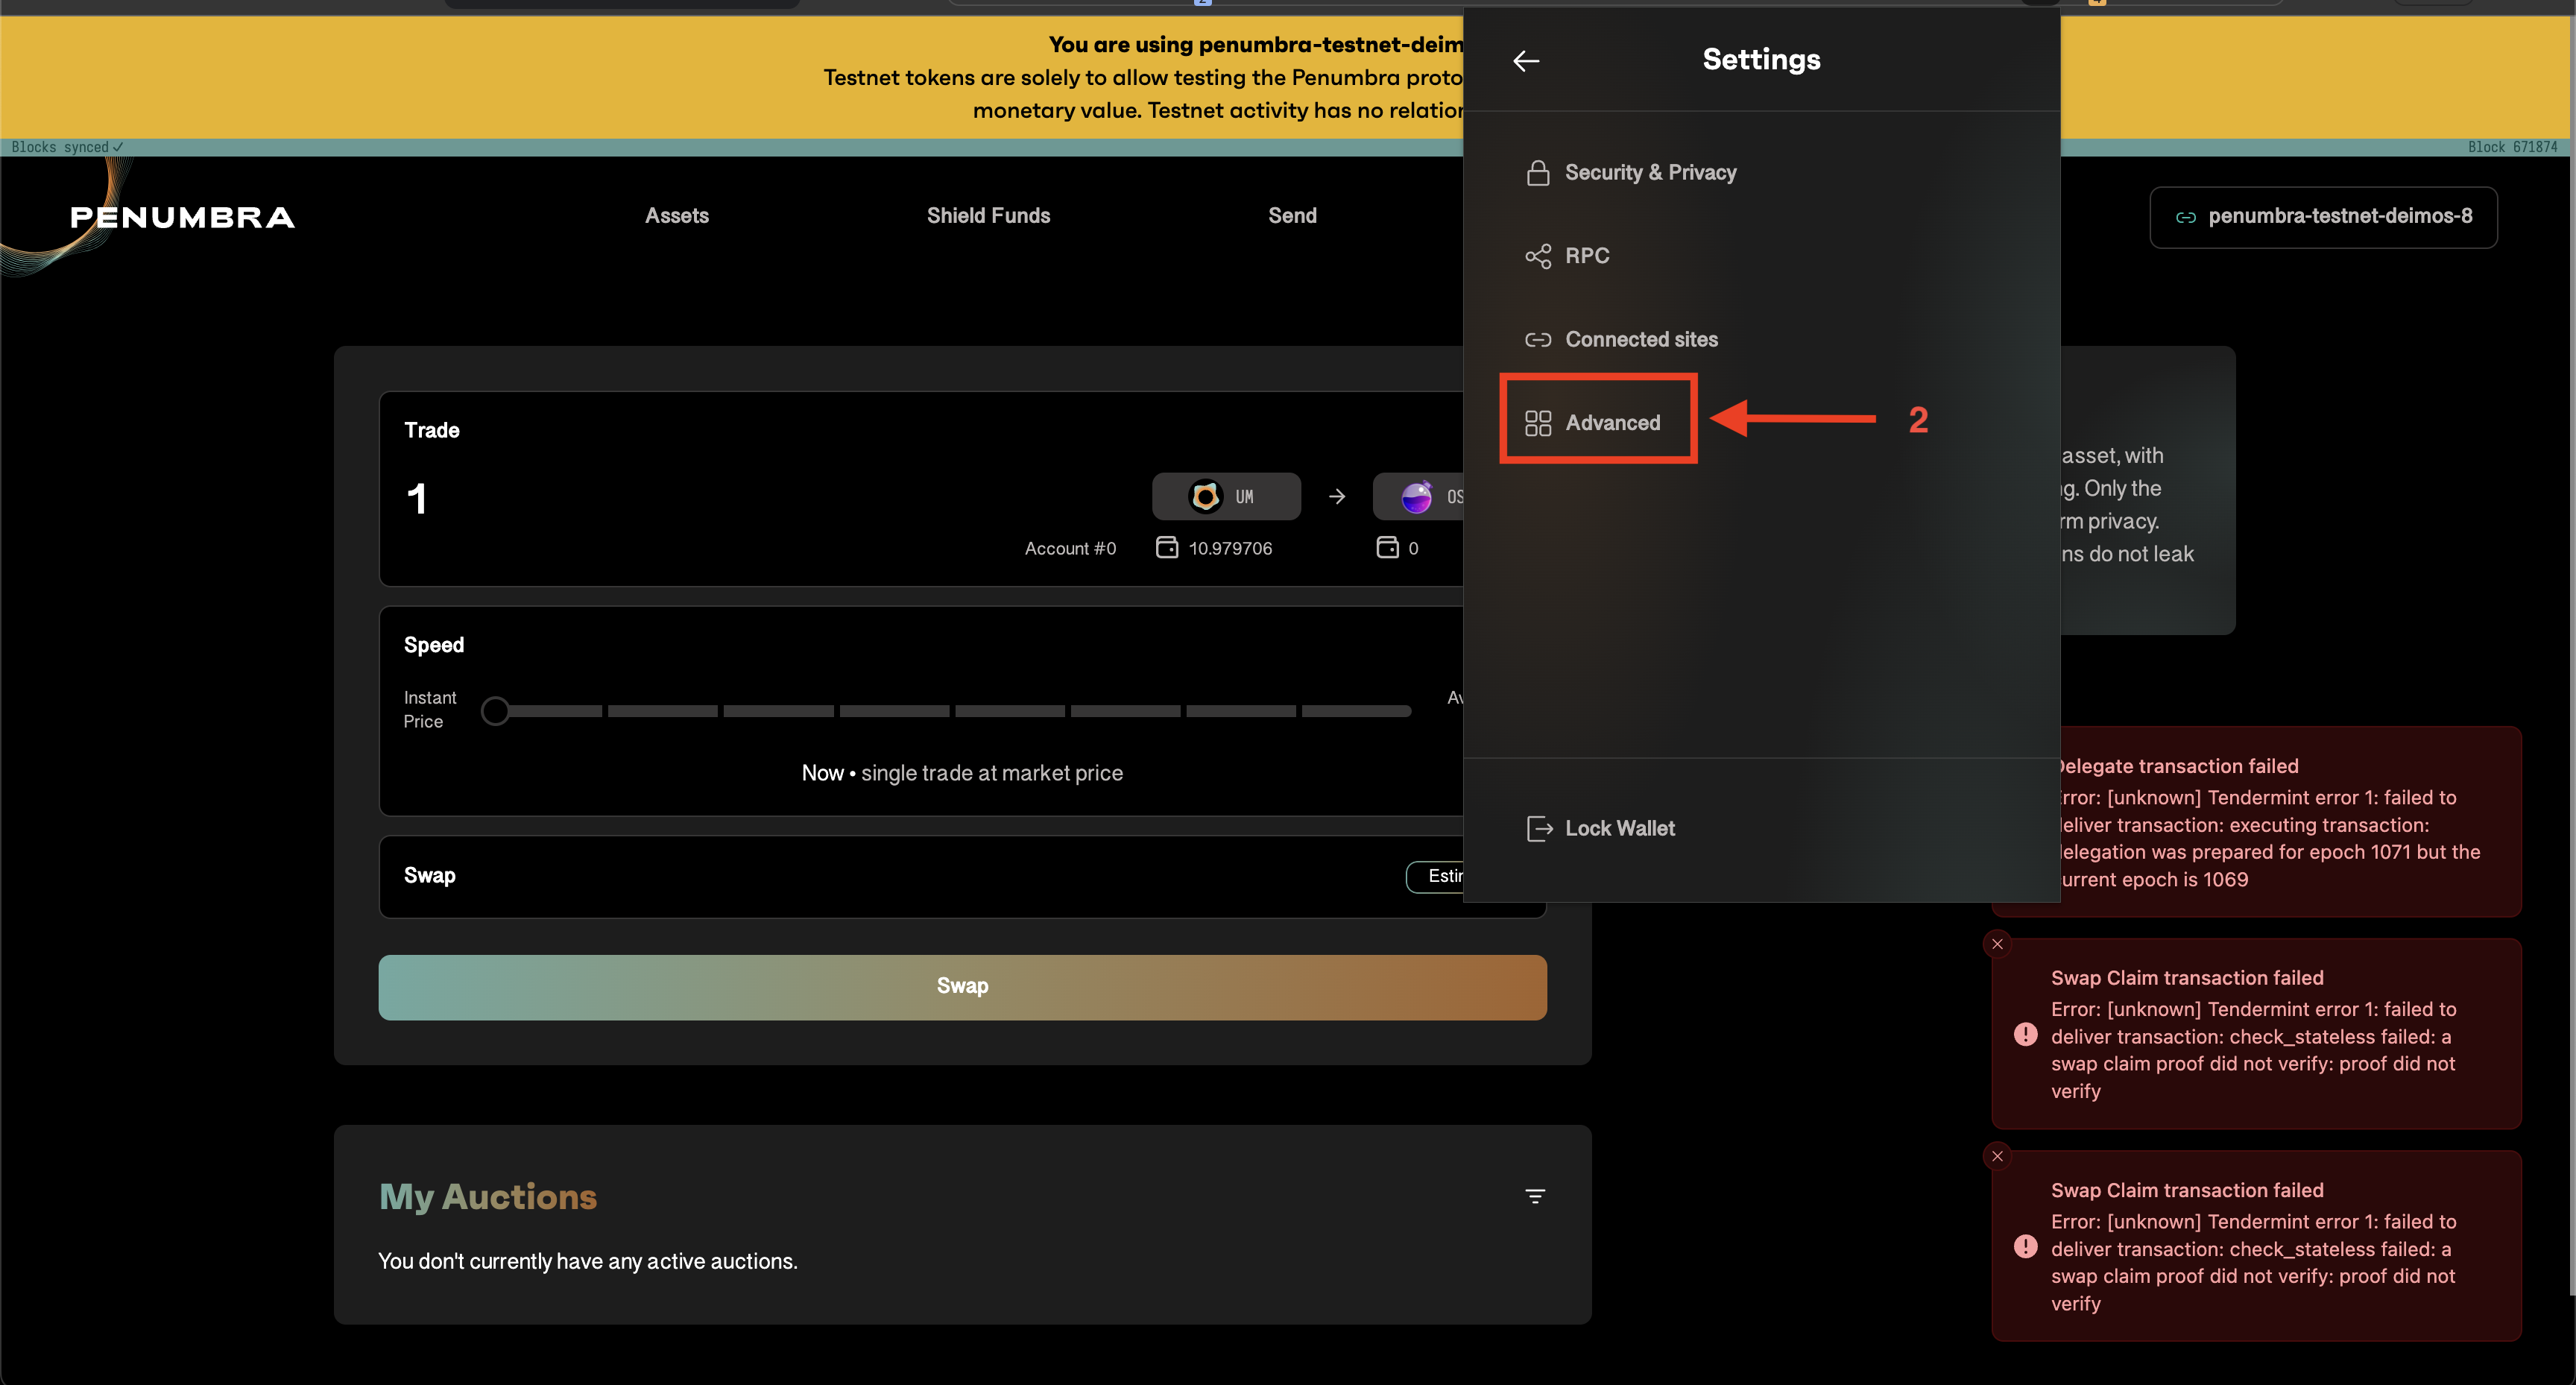 You are using penumbra-testnet-deim
Testnet tokens are solely to allow testing the Penumbra proto
monetary value. Testnet activity has no relation
Blocks synced ✓
Block 671874
PENUMBRA
Assets
Shield Funds
Send
penumbra-testnet-deimos-8
Settings
Security & Privacy
RPC
Connected sites
Advanced
2
Lock Wallet
Trade
1
UM
OS
Account #0
10.979706
0
Speed
Instant
Price
Av
Now • single trade at market price
Swap
Estim
Swap
My Auctions
You don't currently have any active auctions.
asset, with
g. Only the
rm privacy.
ns do not leak
Delegate transaction failed
Error: [unknown] Tendermint error 1: failed to
deliver transaction: executing transaction:
delegation was prepared for epoch 1071 but the
current epoch is 1069
Swap Claim transaction failed
Error: [unknown] Tendermint error 1: failed to
deliver transaction: check_stateless failed: a
swap claim proof did not verify: proof did not
verify
Swap Claim transaction failed
Error: [unknown] Tendermint error 1: failed to
deliver transaction: check_stateless failed: a
swap claim proof did not verify: proof did not
verify